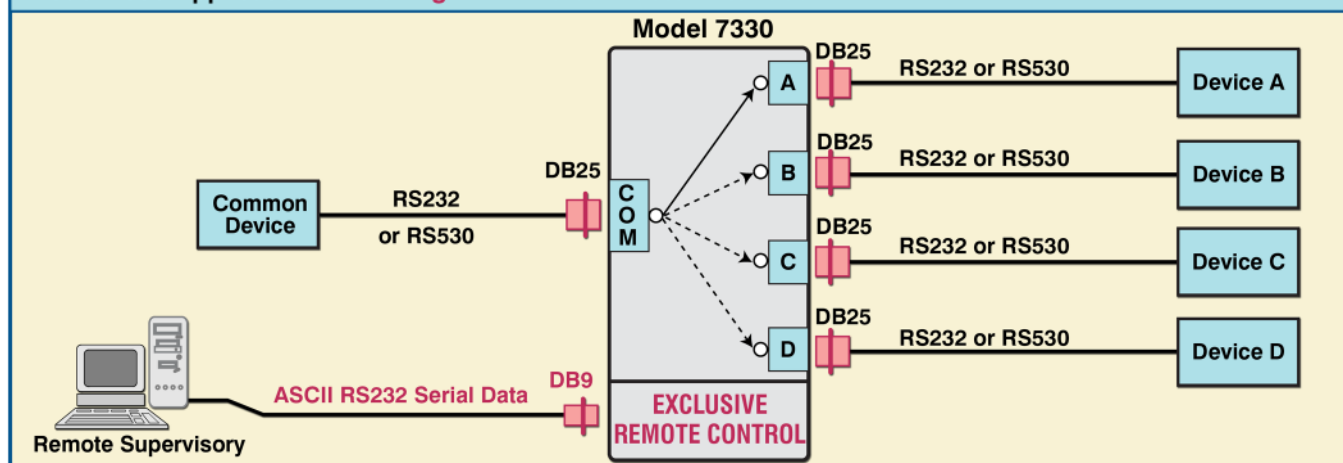 Model 7330
DB25
RS232 or RS530
Device A
A
DB25
RS232 or RS530
Device B
B
DB25
RS232
or RS530
Common
Device
COM
DB25
RS232 or RS530
Device C
C
DB25
RS232 or RS530
Device D
D
ASCII RS232 Serial Data
DB9
EXCLUSIVE
REMOTE CONTROL
Remote Supervisory